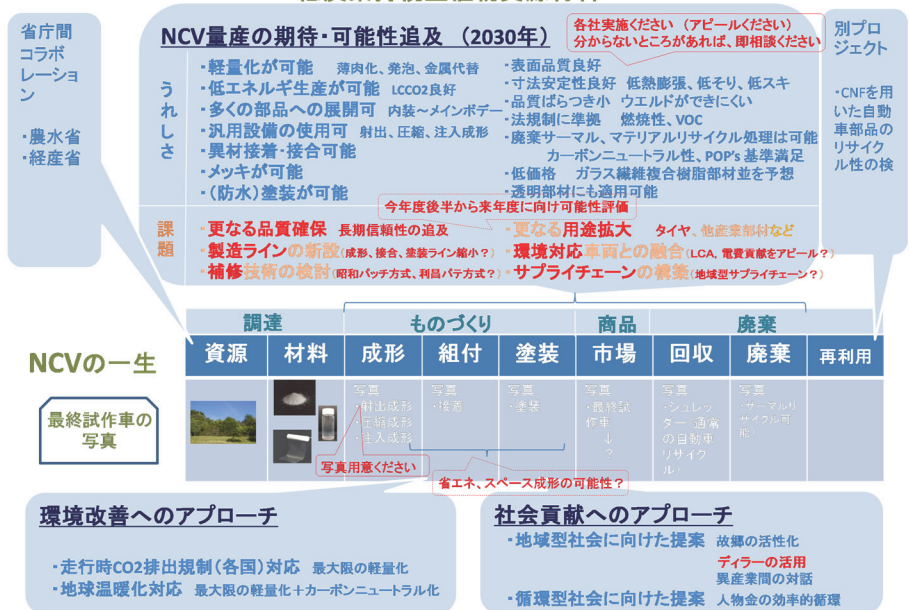 省庁間
コラボ
レーショ
ン
・農水省
・経産省
NCV量産の期待・可能性追及 (2030年)
各社実施ください (アピールください)
分からないところがあれば、即相談ください
別プロ
ジェクト
・CNFを用
いた自動
車部品の
リサイク
ル性の検
うれしさ
・軽量化が可能 薄肉化、発泡、金属代替
・低エネルギ生産が可能 LCCO2良好
・多くの部品への展開可 内装～メインボデー
・汎用設備の使用可 射出、圧縮、注入成形
・異材接着・接合可能
・メッキが可能
・(防水)塗装が可能
・表面品質良好
・寸法安定性良好 低熱膨張、低そり、低スキ
・品質ばらつき小 ウエルドができにくい
・法規制に準拠 燃焼性、VOC
・廃棄サーマル、マテリアルリサイクル処理は可能
カーボンニュートラル性、POP's 基準満足
・低価格 ガラス繊維複合樹脂部材並を予想
・透明部材にも適用可能
今年度後半から来年度に向け可能性評価
課題
・更なる品質確保 長期信頼性の追及
・製造ラインの新設(成形、接合、塗装ライン縮小?)
・補修技術の検討(昭和パッチ方式、利昌パテ方式?)
・更なる用途拡大 タイヤ、他産業部材など
・環境対応車両との融合(LCA, 電費貢献をアピール?)
・サプライチェーンの構築(地域型サプライチェーン?)
NCVの一生
最終試作車の
写真
調達 ものづくり 商品 廃棄
資源 材料 成形 組付 塗装 市場 回収 廃棄 再利用
写真
・射出成形
・圧縮成形
・注入成形
写真
・接着
写真
・塗装
写真
・最終試
作車
↓
?
写真
・シュレッ
ター(通常
の自動車
リサイク
ル)
写真
・サーマルリ
サイクル可
能)
写真用意ください
省エネ、スペース成形の可能性?
環境改善へのアプローチ
・走行時CO2排出規制(各国)対応 最大限の軽量化
・地球温暖化対応 最大限の軽量化+カーボンニュートラル化
社会貢献へのアプローチ
・地域型社会に向けた提案 故郷の活性化
ディラーの活用
異産業間の対話
・循環型社会に向けた提案 人物金の効率的循環